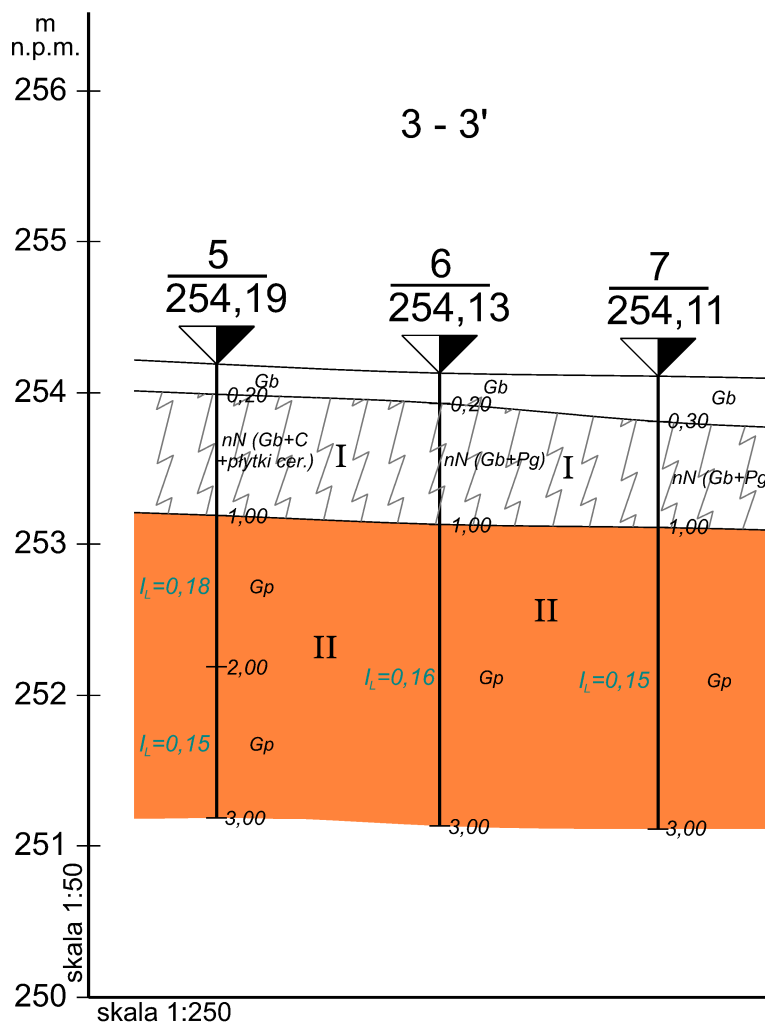 m
n.p.m.
256
3 - 3'
255
5
254,19
6
254,13
7
254,11
254
Gb
Gb
Gb
0,20
0,20
0,30
nN (Gb+C
+płytki cer.)
I
nN (Gb+Pg)
I
nN (Gb+Pg
1,00
1,00
1,00
253
IL=0,18
Gp
II
II
2,00
252
IL=0,16
Gp
IL=0,15
Gp
IL=0,15
Gp
3,00
3,00
3,00
251
skala 1:50
250
skala 1:250